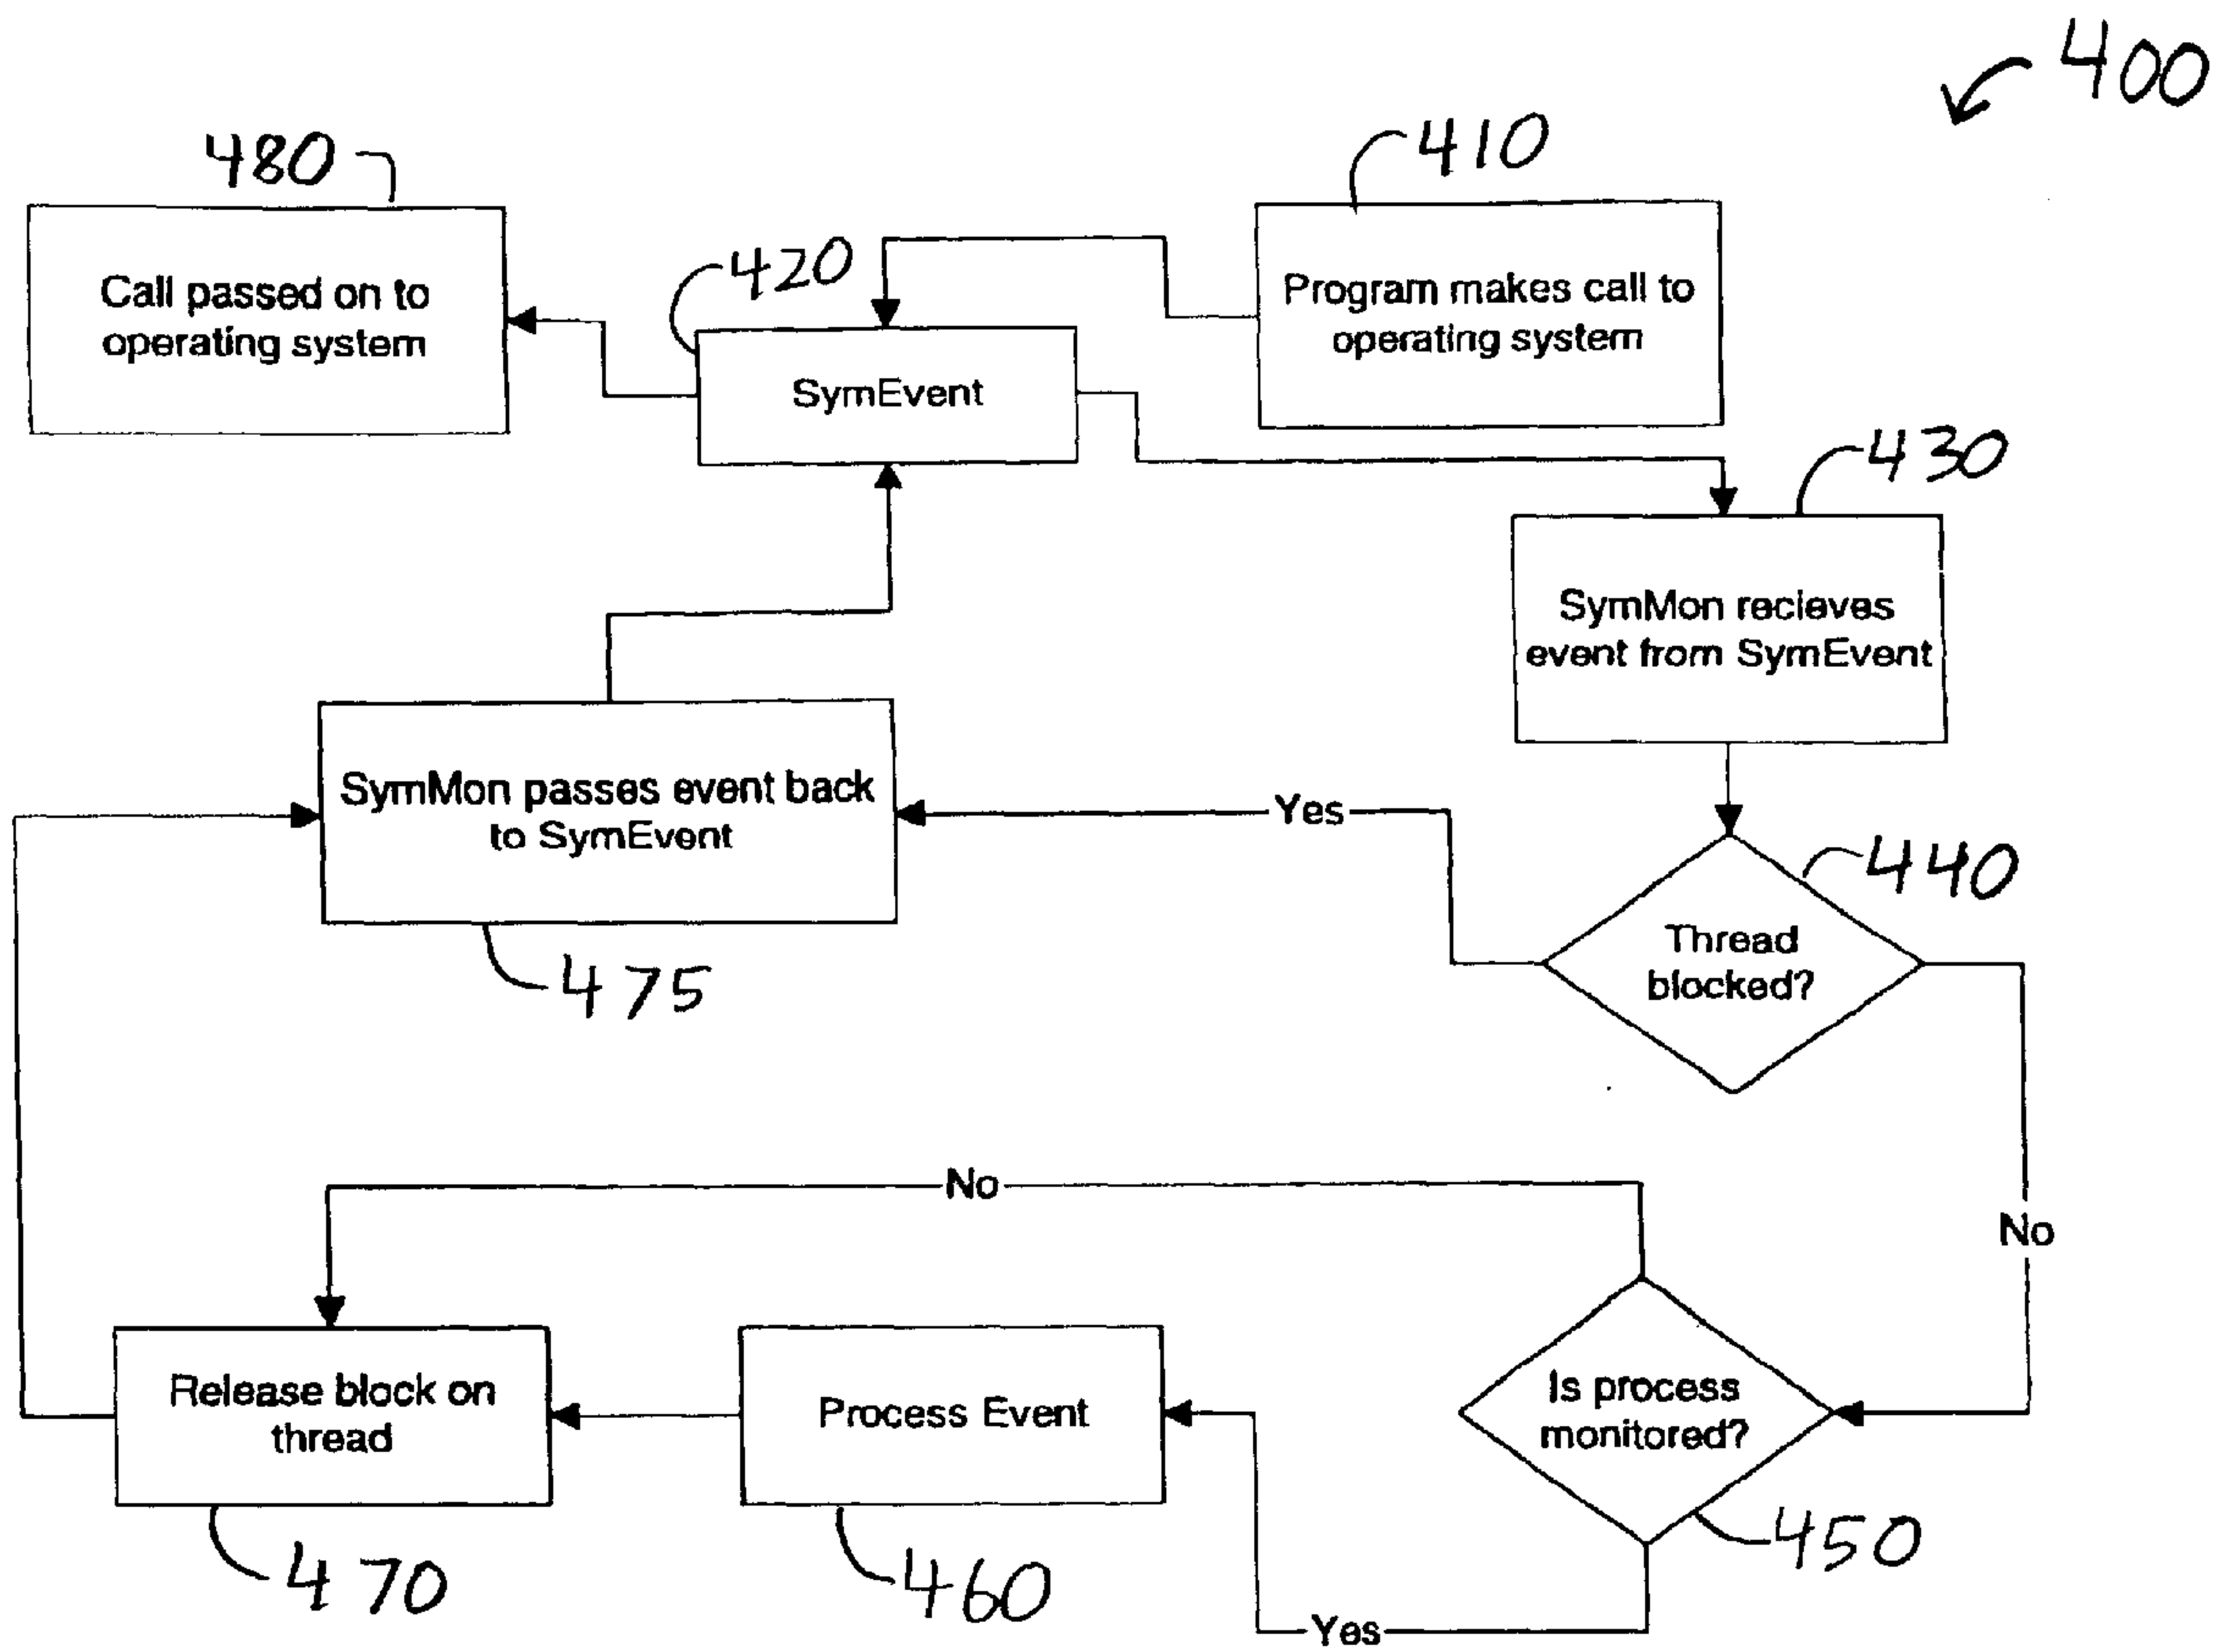 400
480
410
Call passed on to
operating system
420
Program makes call to
operating system
SymEvent
430
SymMon recieves
event from SymEvent
SymMon passes event back
to SymEvent
Yes
440
Thread
blocked?
475
No
No
Release block on
thread
Process Event
Is process
monitored?
470
460
450
Yes